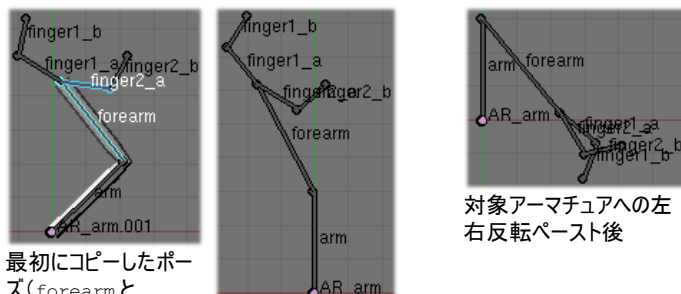 finger1_b
finger1_a
finger2_b
finger2_a
forearm
arm
AR_arm.001
最初にコピーしたポー
ズ(forearmと
finger1_b
finger1_a
finger2_b
forearm
arm
AR_arm
arm
forearm
AR_arm
finger1_a
finger2_b
finger1_b
対象アーマチュアへの左
右反転ペースト後